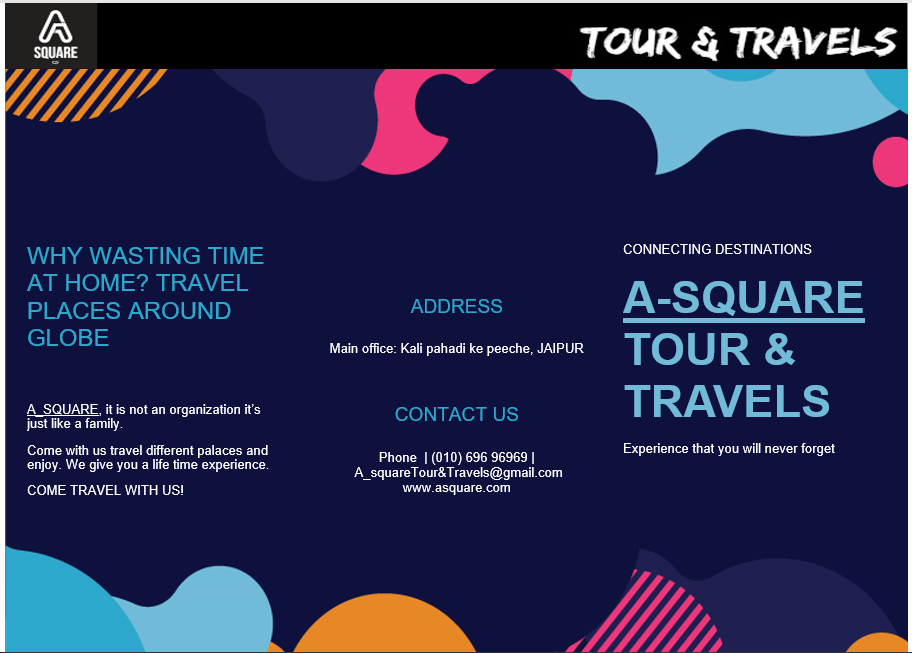 SQUARE
TOUR & TRAVELS
WHY WASTING TIME
AT HOME? TRAVEL
PLACES AROUND
GLOBE
A_SQUARE, it is not an organization it's
just like a family.
Come with us travel different palaces and
enjoy. We give you a life time experience.
COME TRAVEL WITH US!
ADDRESS
Main office: Kali pahadi ke peeche, JAIPUR
CONTACT US
Phone | (010) 696 96969 |
A_squareTour&Travels@gmail.com
www.asquare.com
CONNECTING DESTINATIONS
A-SQUARE
TOUR &
TRAVELS
Experience that you will never forget